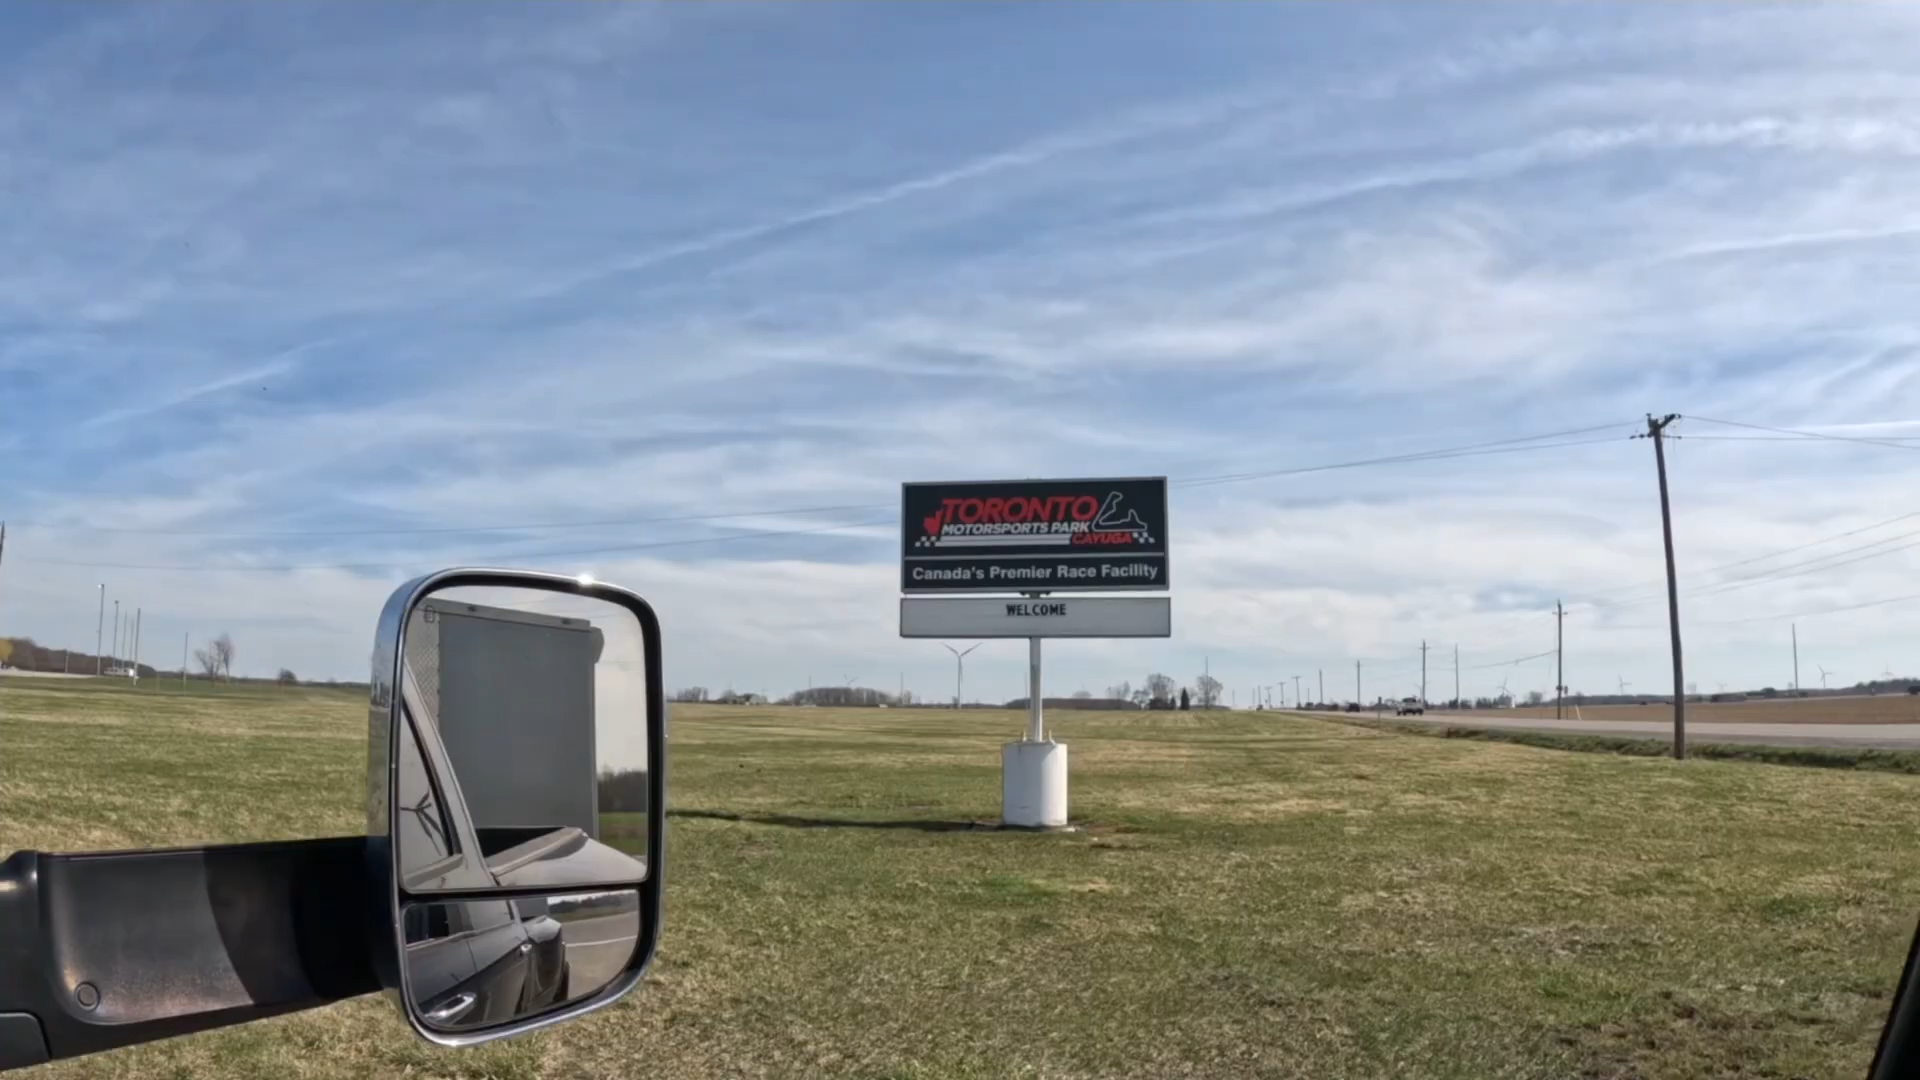 TORONTO
MOTORSPORTS PARK
CAYUGA
Canada's Premier Race Facility
WELCOME